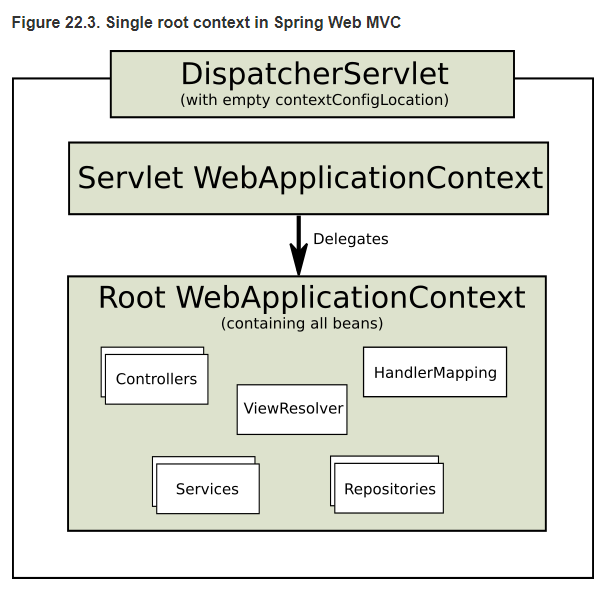 Figure 22.3. Single root context in Spring Web MVC
DispatcherServlet
(with empty contextConfigLocation)
Servlet WebApplicationContext
Delegates
Root WebApplicationContext
(containing all beans)
Controllers
HandlerMapping
ViewResolver
Services
Repositories